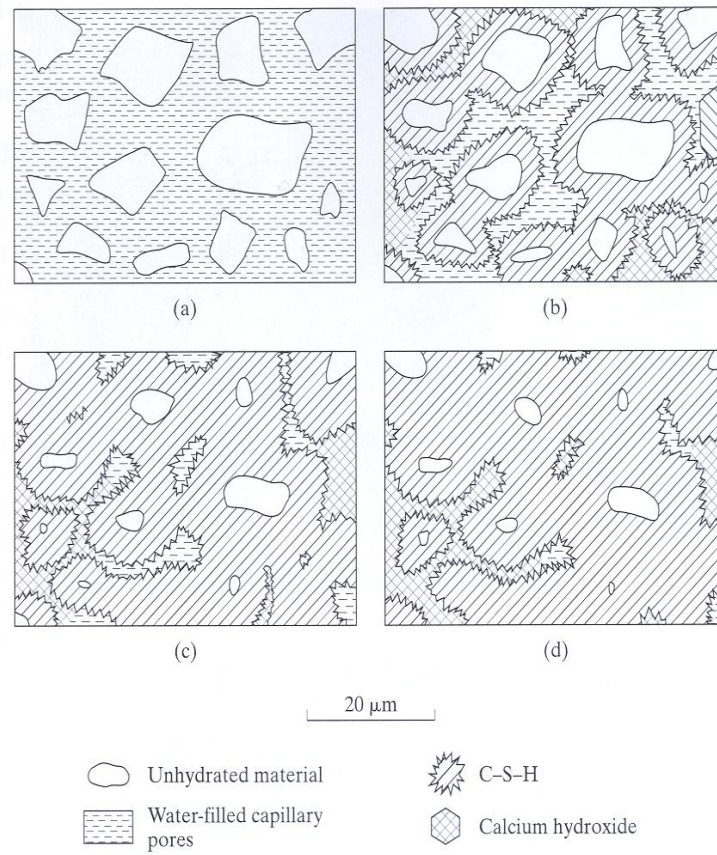 (a)
(b)
(c)
(d)
20 μm
Unhydrated material
C–S–H
Water-filled capillary
pores
Calcium hydroxide